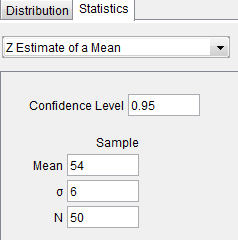 Distribution Statistics
Z Estimate of a Mean
Confidence Level 0.95
Sample
Mean 54
σ 6
N 50